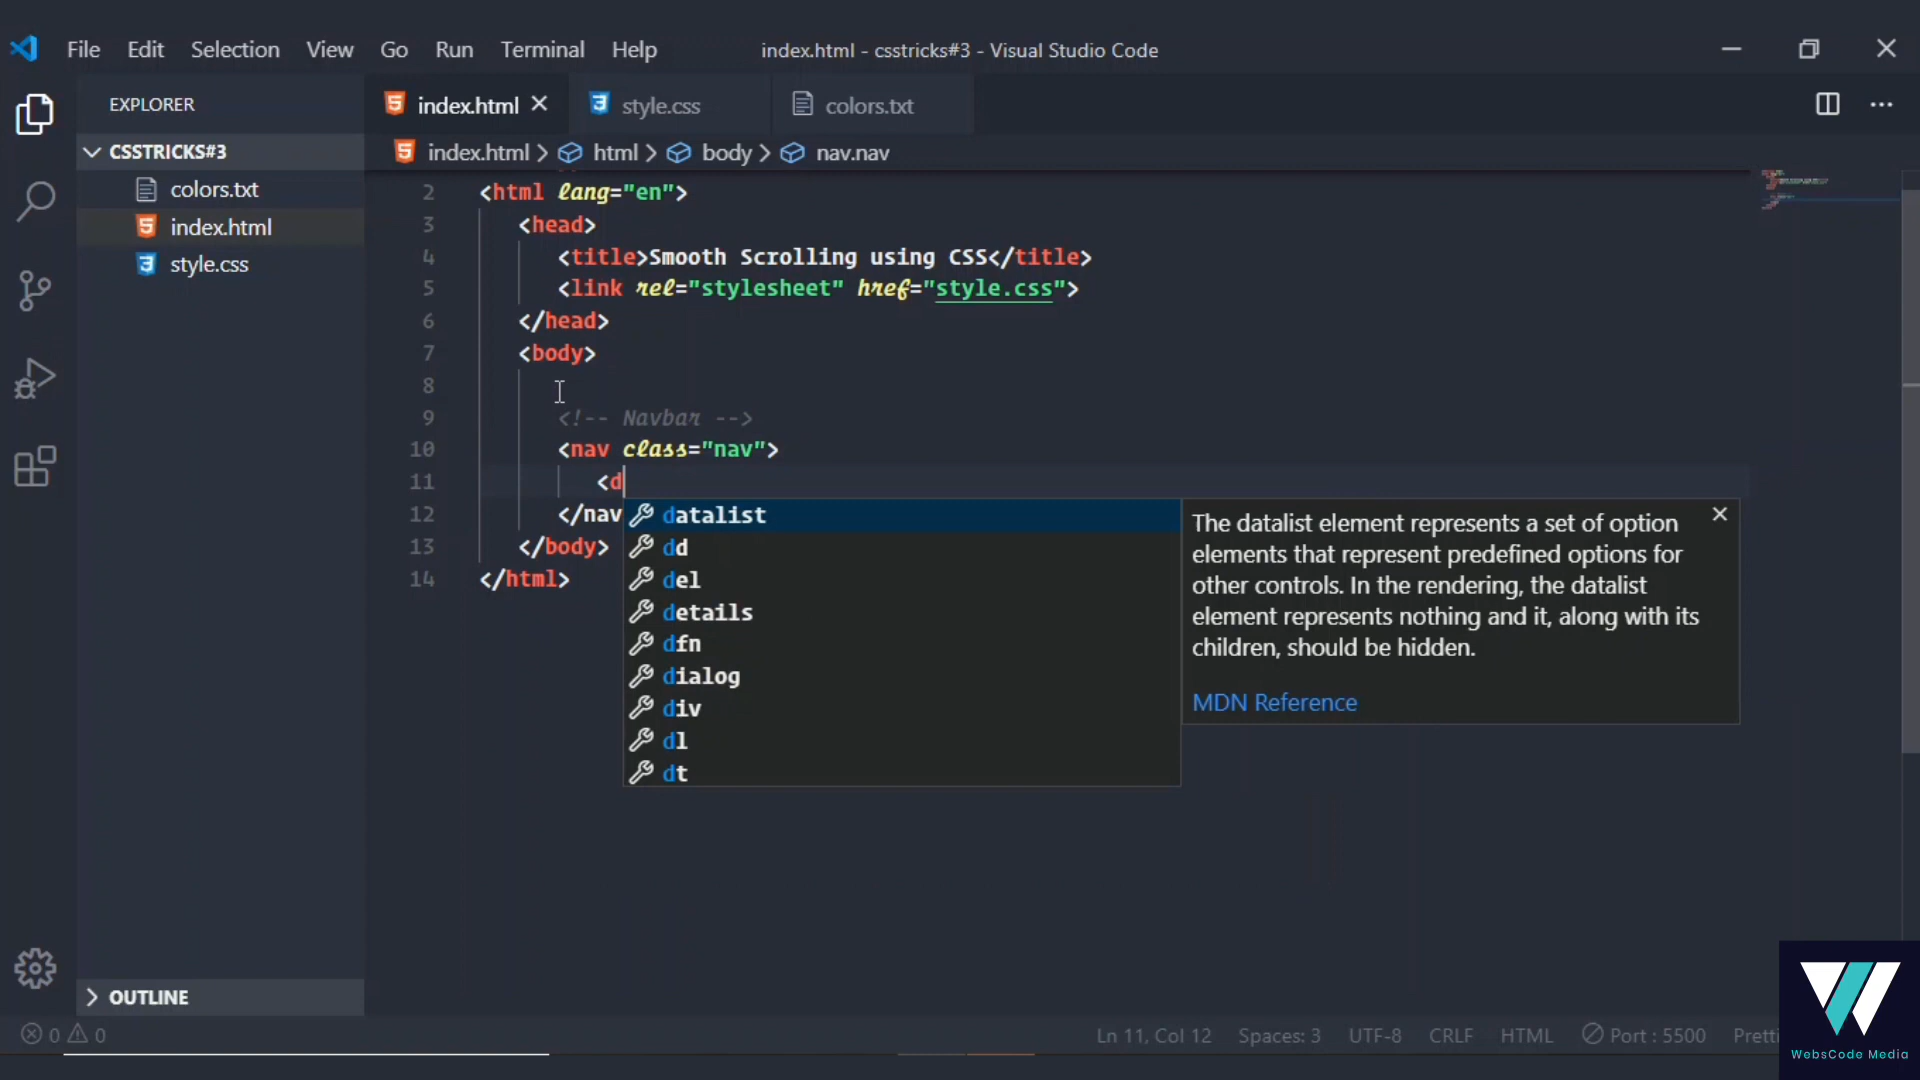 File Edit Selection View Go Run Terminal Help
index.html - csstricks#3 - Visual Studio Code
EXPLORER
CSSTRICKS#3
colors.txt
index.html
style.css
OUTLINE
index.html style.css colors.txt
index.html > html > body > nav.nav
2 <html lang="en">
3 <head>
4 <title>Smooth Scrolling using CSS</title>
5 <link rel="stylesheet" href="style.css">
6 </head>
7 <body>
8
9 <!-- Navbar -->
10 <nav class="nav">
11 <d
12 </nav
13 </body>
14 </html>
datalist
dd
del
details
dfn
dialog
div
dl
dt
The datalist element represents a set of option
elements that represent predefined options for
other controls. In the rendering, the datalist
element represents nothing and it, along with its
children, should be hidden.
MDN Reference
0 0 Ln 11, Col 12 Spaces: 3 UTF-8 CRLF HTML Port : 5500 Pretti
WebsCode Media